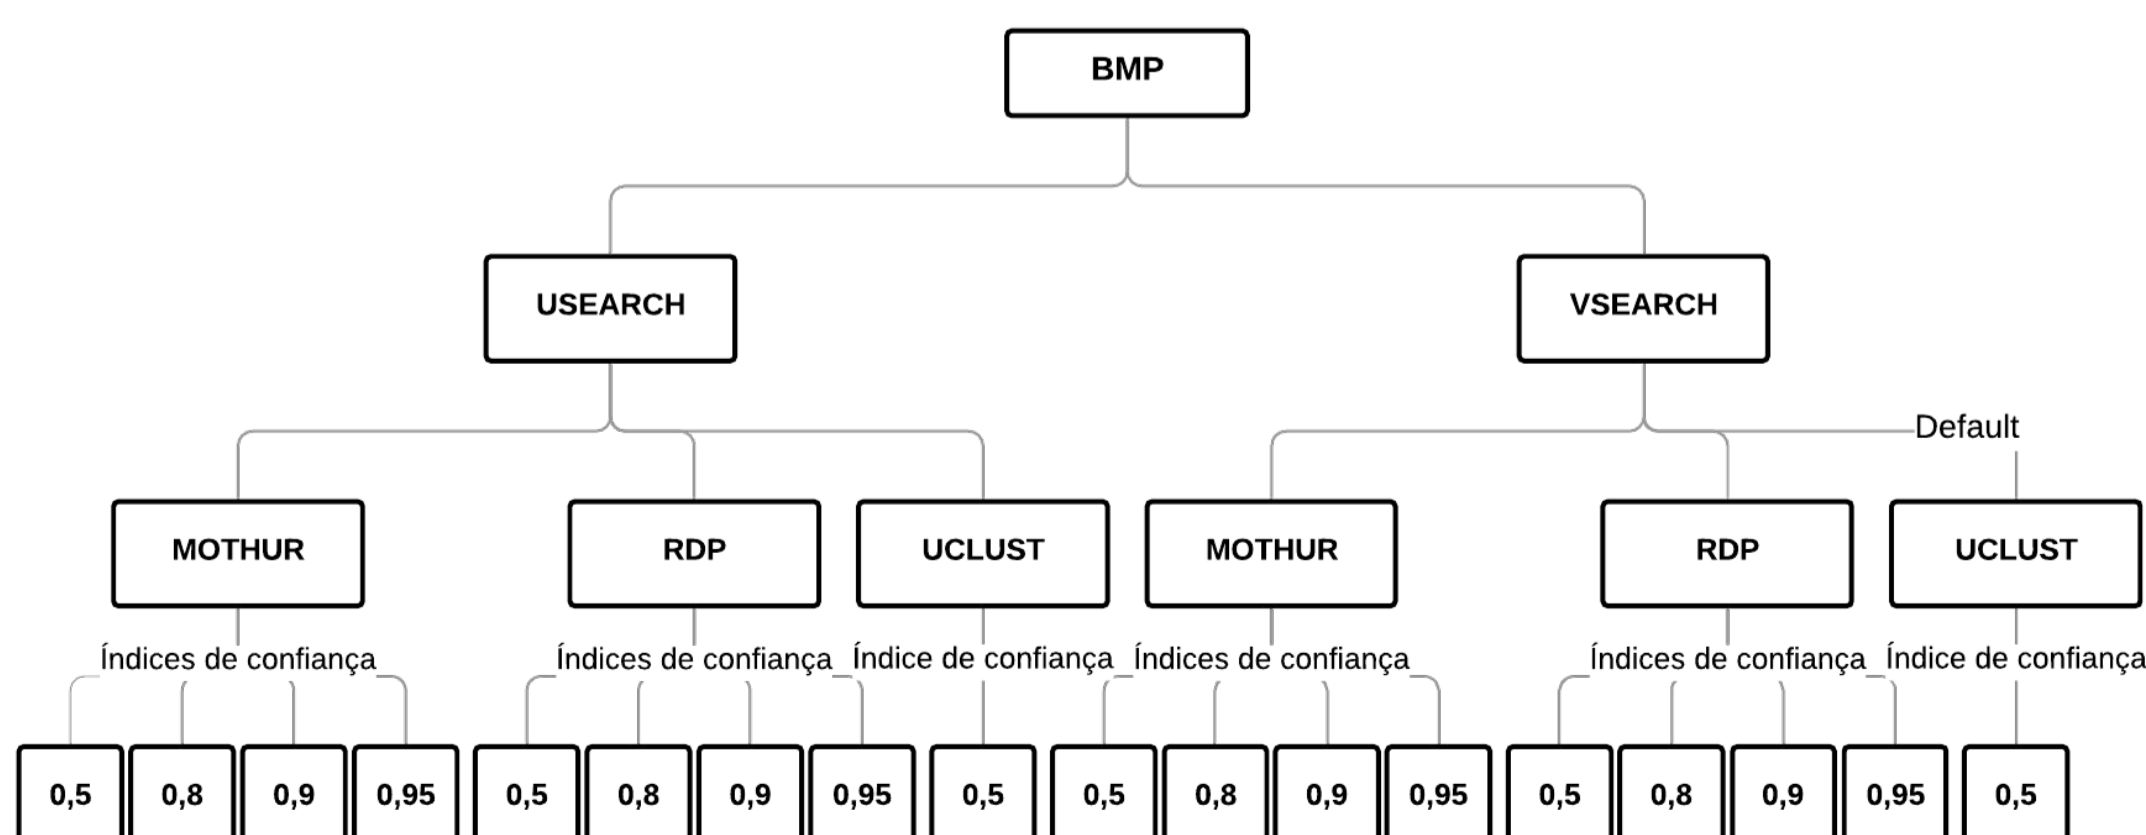 BMP
USEARCH
VSEARCH
Default
MOTHUR
RDP
UCLUST
MOTHUR
RDP
UCLUST
Índices de confiança
Índices de confiança
Índice de confiança
Índices de confiança
Índices de confiança
Índice de confiança
0,5
0,8
0,9
0,95
0,5
0,8
0,9
0,95
0,5
0,5
0,8
0,9
0,95
0,5
0,8
0,9
0,95
0,5